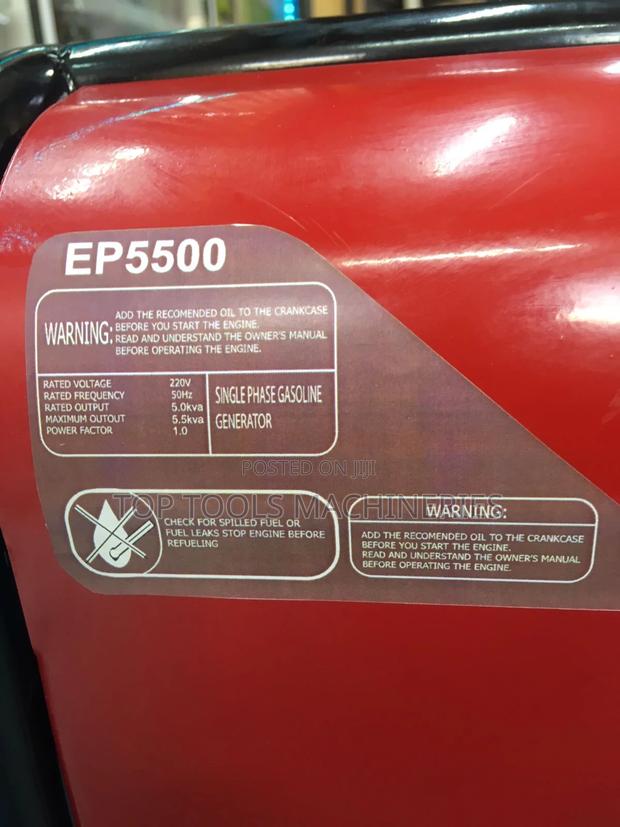 EP5500
WARNING:
ADD THE RECOMENDED OIL TO THE CRANKCASE
BEFORE YOU START THE ENGINE.
READ AND UNDERSTAND THE OWNER'S MANUAL
BEFORE OPERATING THE ENGINE.
RATED VOLTAGE 220V
RATED FREQUENCY 50Hz
RATED OUTPUT 5.0kva
MAXIMUM OUTOUT 5.5kva
POWER FACTOR 1.0
SINGLE PHASE GASOLINE
GENERATOR
POSTED ON JIJI
TOP TOOLS MACHINERIES
CHECK FOR SPILLED FUEL OR
FUEL LEAKS STOP ENGINE BEFORE
REFUELING
WARNING:
ADD THE RECOMENDED OIL TO THE CRANKCASE
BEFORE YOU START THE ENGINE.
READ AND UNDERSTAND THE OWNER'S MANUAL
BEFORE OPERATING THE ENGINE.